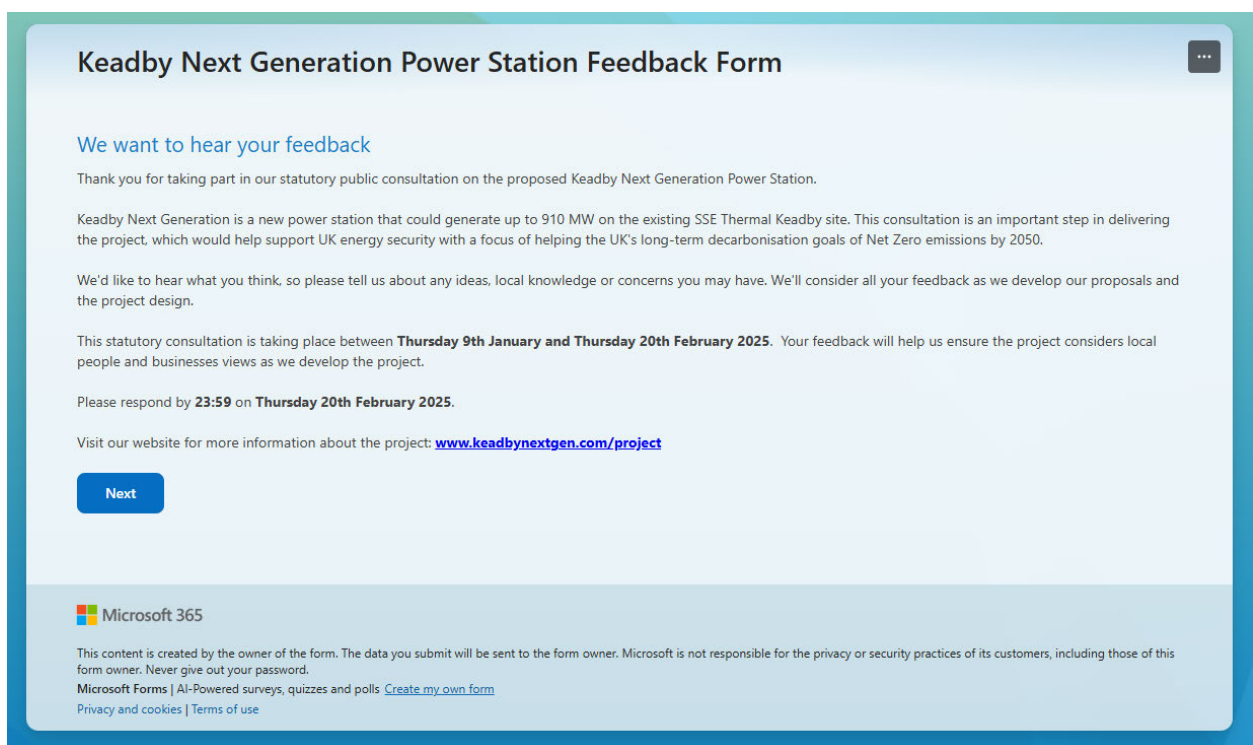 Keadby Next Generation Power Station Feedback Form
...
We want to hear your feedback
Thank you for taking part in our statutory public consultation on the proposed Keadby Next Generation Power Station.
Keadby Next Generation is a new power station that could generate up to 910 MW on the existing SSE Thermal Keadby site. This consultation is an important step in delivering
the project, which would help support UK energy security with a focus of helping the UK's long-term decarbonisation goals of Net Zero emissions by 2050.
We'd like to hear what you think, so please tell us about any ideas, local knowledge or concerns you may have. We'll consider all your feedback as we develop our proposals and
the project design.
This statutory consultation is taking place between Thursday 9th January and Thursday 20th February 2025. Your feedback will help us ensure the project considers local
people and businesses views as we develop the project.
Please respond by 23:59 on Thursday 20th February 2025.
Visit our website for more information about the project: www.keadbynextgen.com/project
Next
Microsoft 365
This content is created by the owner of the form. The data you submit will be sent to the form owner. Microsoft is not responsible for the privacy or security practices of its customers, including those of this
form owner. Never give out your password.
Microsoft Forms | AI-Powered surveys, quizzes and polls Create my own form
Privacy and cookies | Terms of use